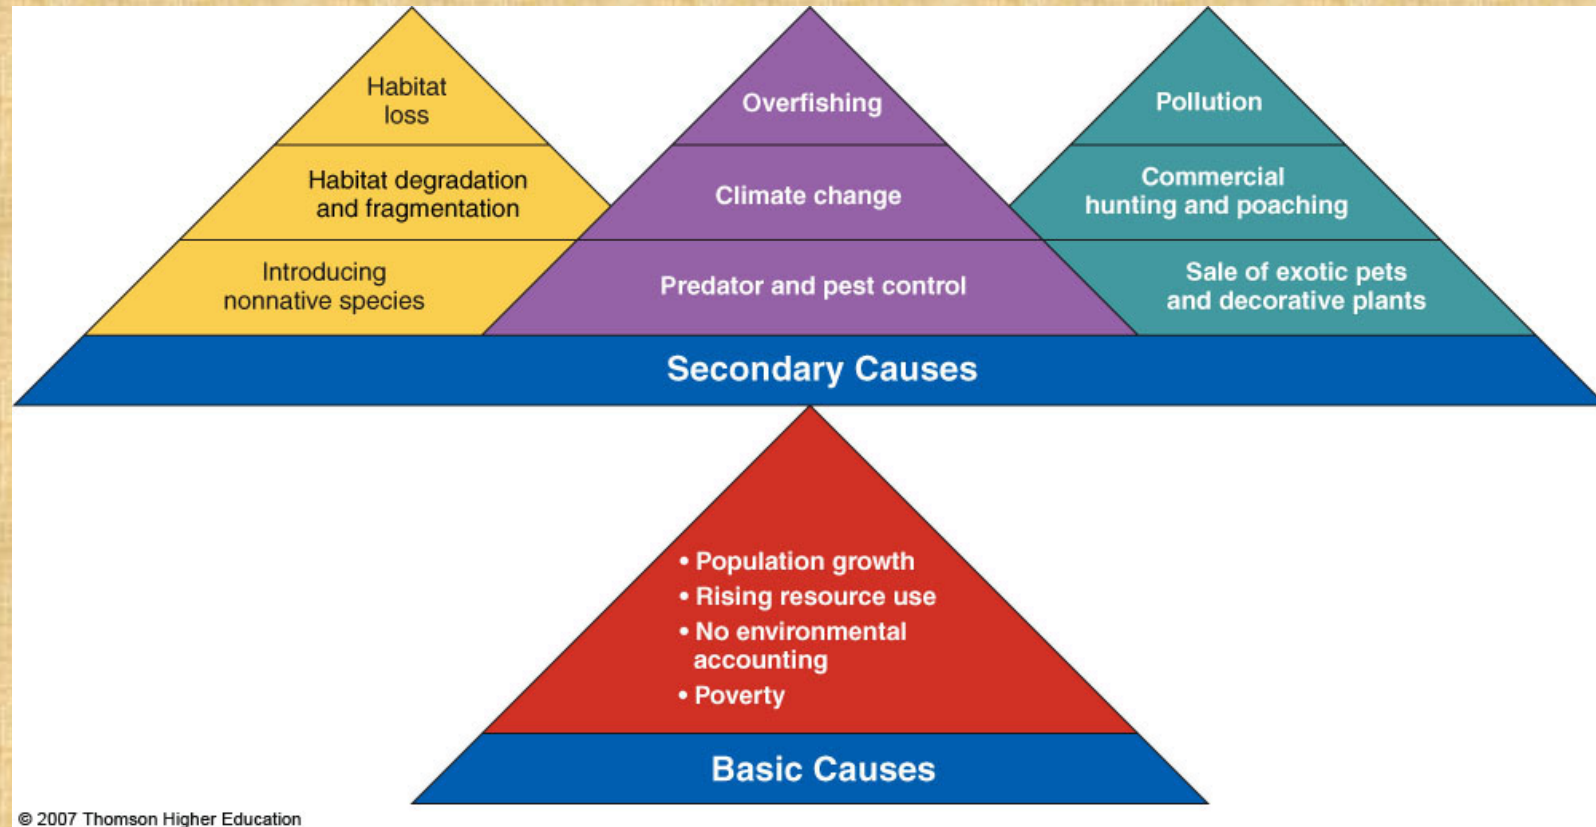 Habitat
loss
Habitat degradation
and fragmentation
Introducing
nonnative species
Overfishing
Climate change
Predator and pest control
Pollution
Commercial
hunting and poaching
Sale of exotic pets
and decorative plants
Secondary Causes
• Population growth
• Rising resource use
• No environmental
accounting
• Poverty
Basic Causes
© 2007 Thomson Higher Education